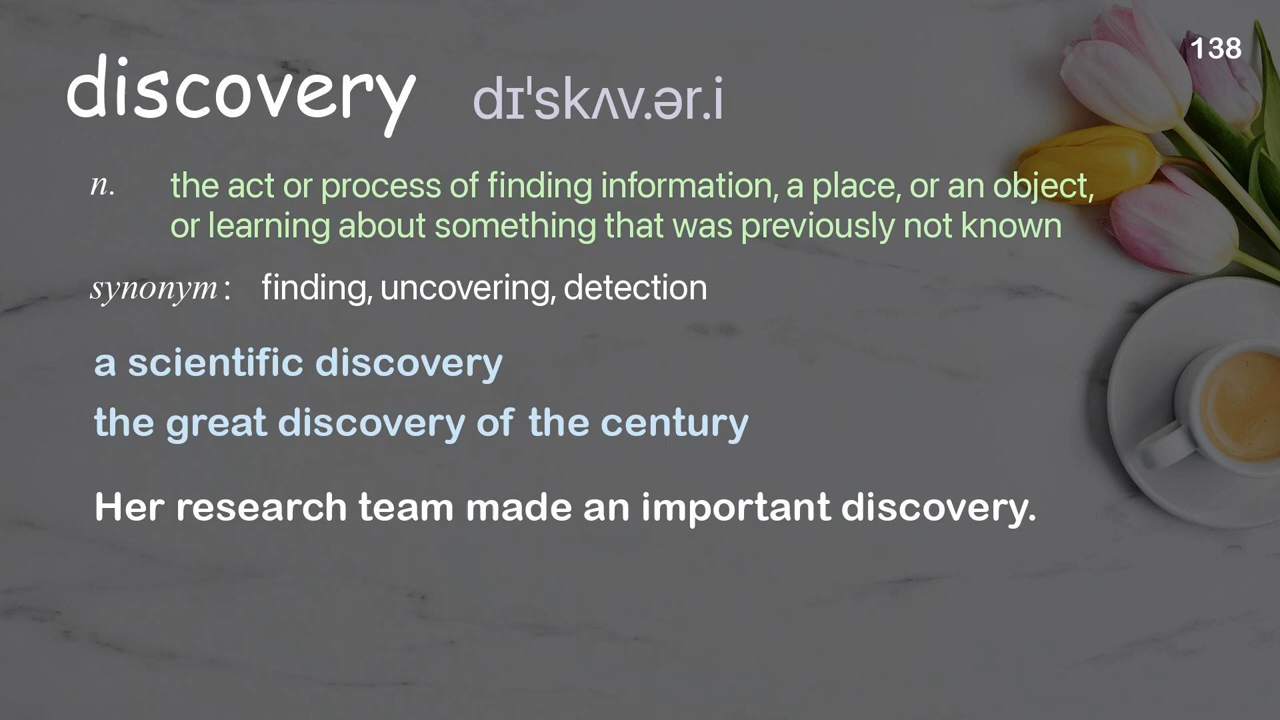 138
discovery dɪˈskʌv.ər.i
n. the act or process of finding information, a place, or an object,
or learning about something that was previously not known
synonym: finding, uncovering, detection
a scientific discovery
the great discovery of the century
Her research team made an important discovery.